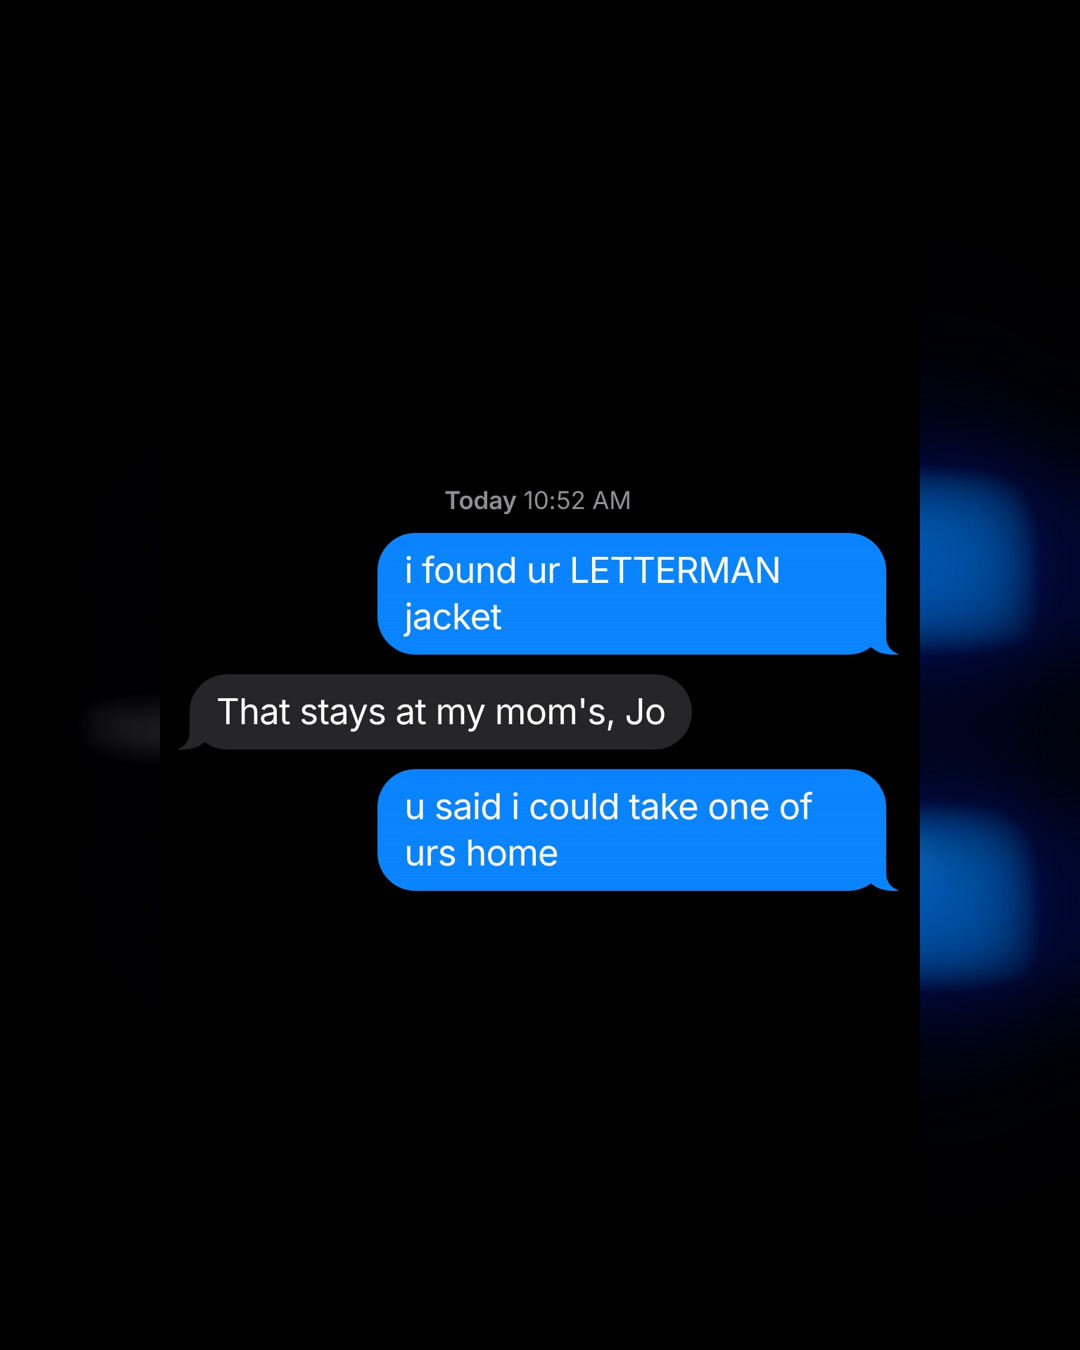 Today 10:52 AM
i found ur LETTERMAN
jacket
That stays at my mom's, Jo
u said i could take one of
urs home